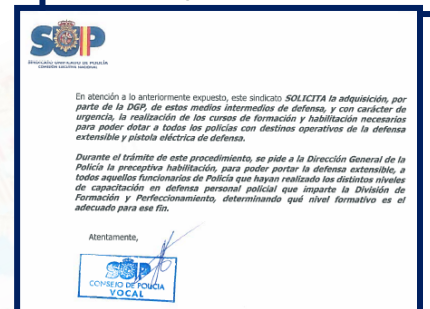 SUP
SINDICATO UNIFICADO DE POLICÍA
COMISIÓN EJECUTIVA NACIONAL
En atención a lo anteriormente expuesto, este sindicato SOLICITA la adquisición, por
parte de la DGP, de estos medios intermedios de defensa, y con carácter de
urgencia, la realización de los cursos de formación y habilitación necesarios
para poder dotar a todos los policías con destinos operativos de la defensa
extensible y pistola eléctrica de defensa.
Durante el trámite de este procedimiento, se pide a la Dirección General de la
Policía la preceptiva habilitación, para poder portar la defensa extensible, a
todos aquellos funcionarios de Policía que hayan realizado los distintos niveles
de capacitación en defensa personal policial que imparte la División de
Formación y Perfeccionamiento, determinando qué nivel formativo es el
adecuado para ese fin.
Atentamente,
SUP
CONSEJO DE POLICIA
VOCAL